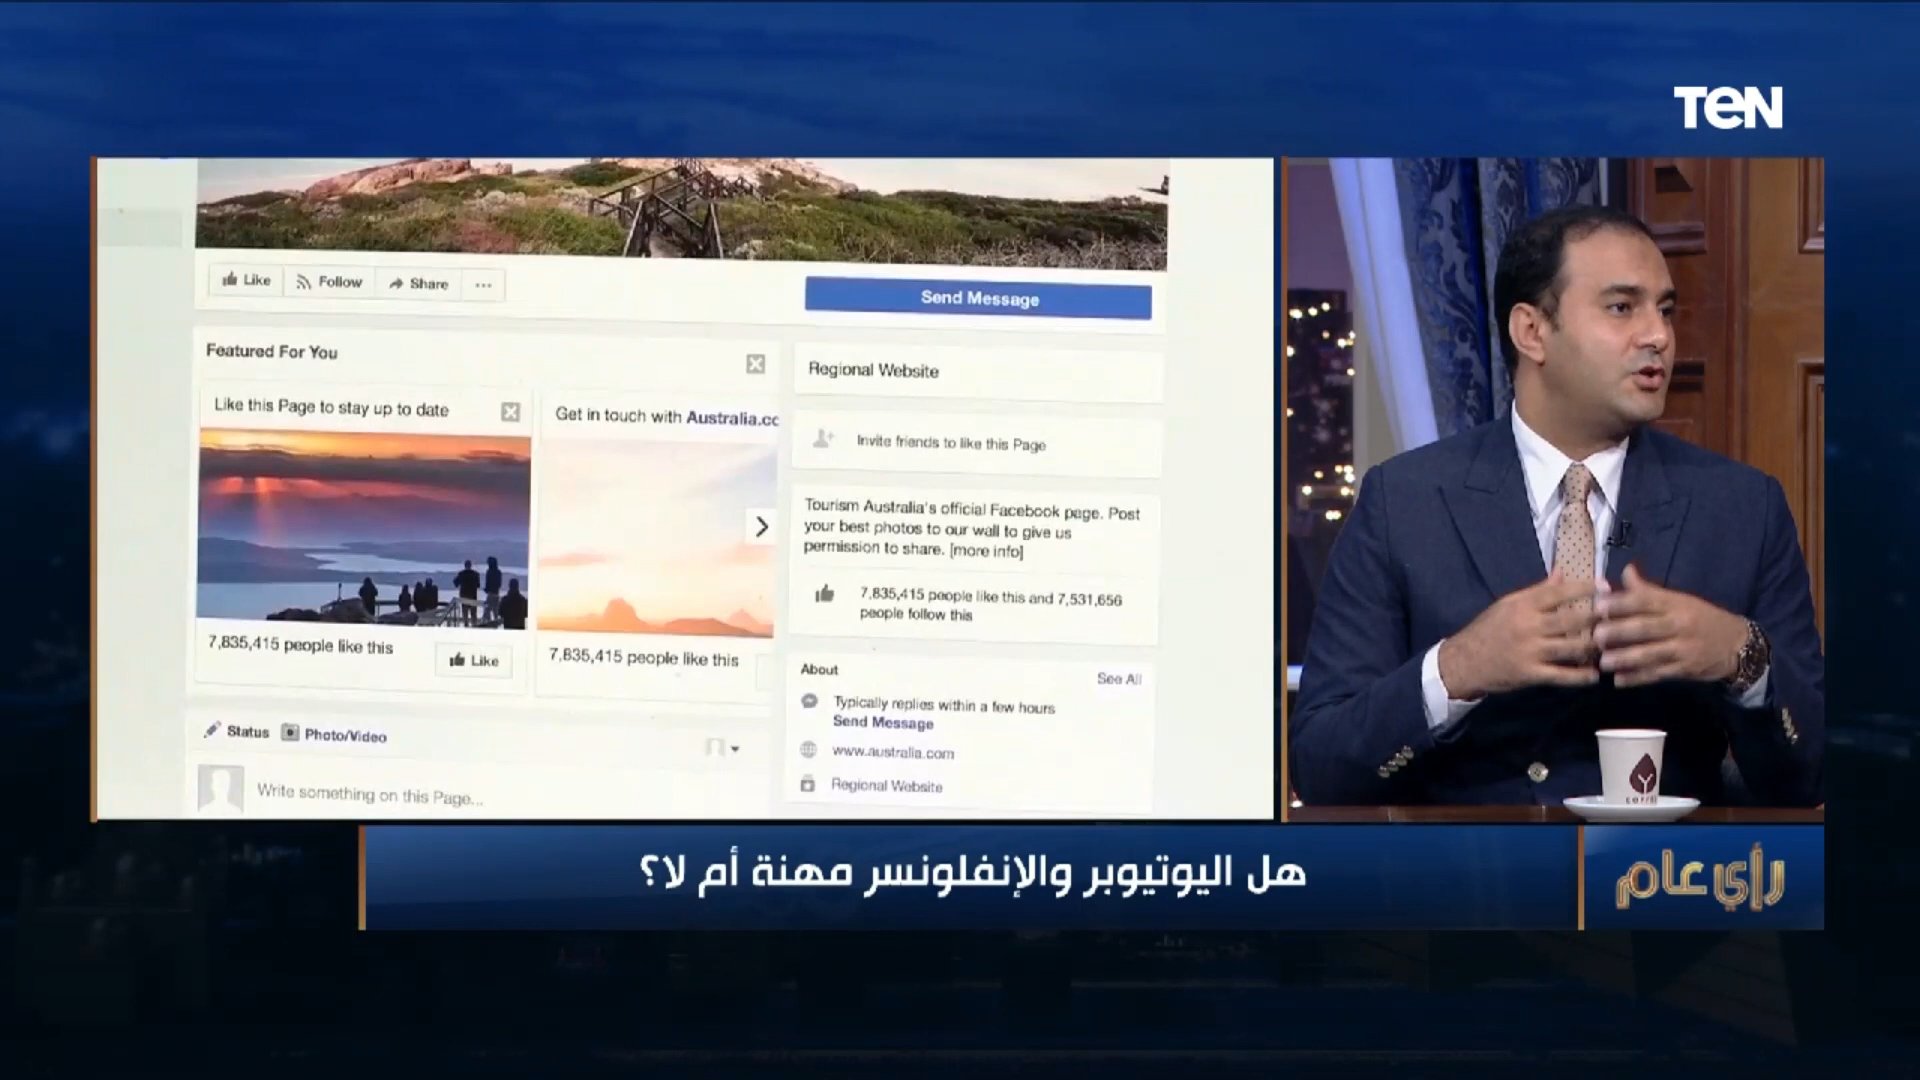 TeN
Like
Follow
Share
...
Send Message
Featured For You
Like this Page to stay up to date
7,835,415 people like this
Like
Get in touch with Australia.cc
7,835,415 people like this
Status
Photo/Video
Write something on this Page...
Regional Website
Invite friends to like this Page
Tourism Australia's official Facebook page. Post
your best photos to our wall to give us
permission to share. [more info]
7,835,415 people like this and 7,531,656
people follow this
About
See All
Typically replies within a few hours
Send Message
www.australia.com
Regional Website
هل اليوتيوبر والإنفلونسر مهنة أم لا؟
رأي عام